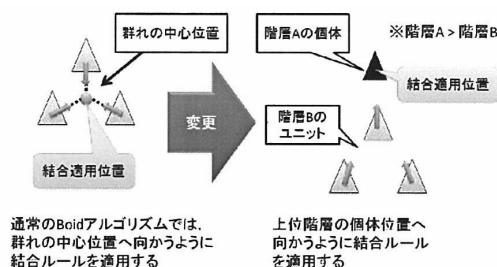 群れの中心位置
結合適用位置
通常のBoidアルゴリズムでは、
群れの中心位置へ向かうように
結合ルールを適用する
変更
階層Aの個体
※階層A > 階層B
結合適用位置
階層Bの
ユニット
上位階層の個体位置へ
向かうように結合ルール
を適用する